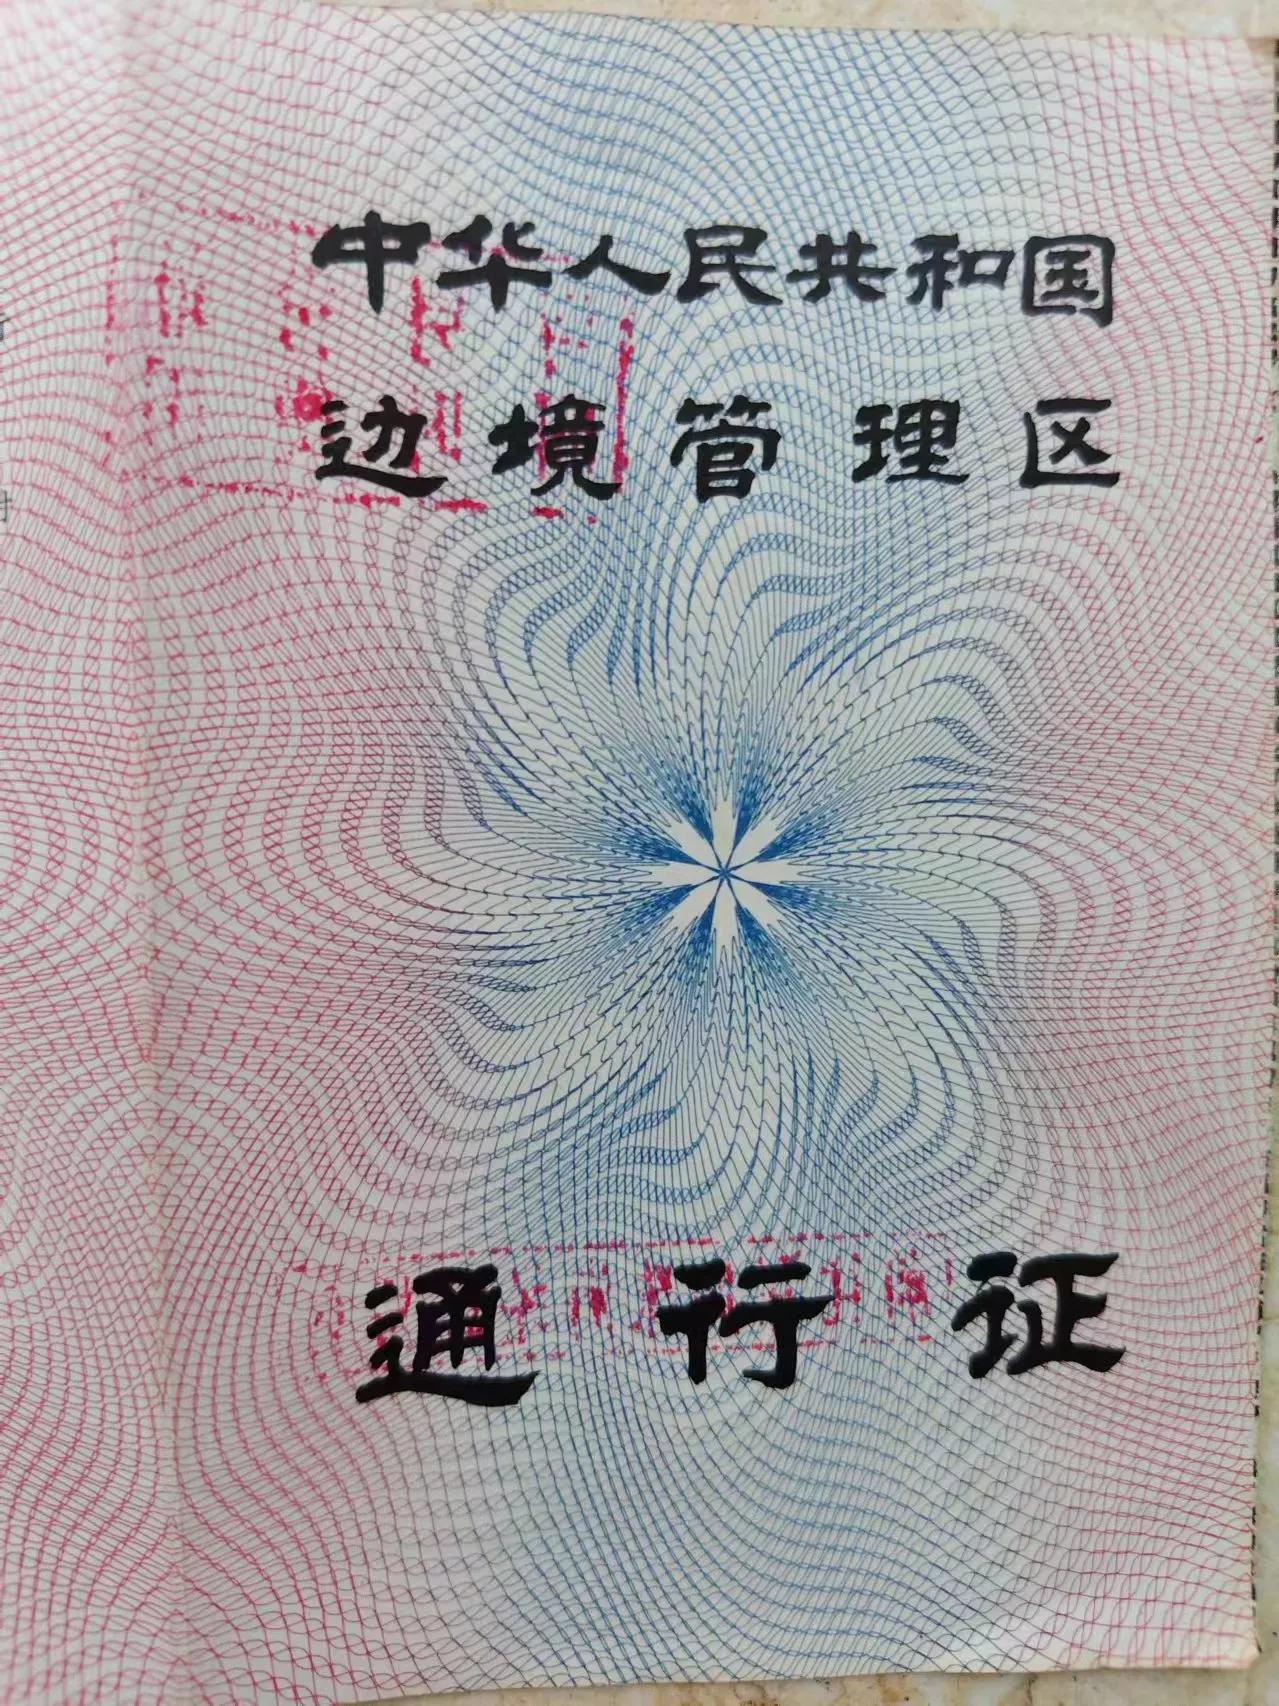 中华人民共和国
边境管理区
通行证